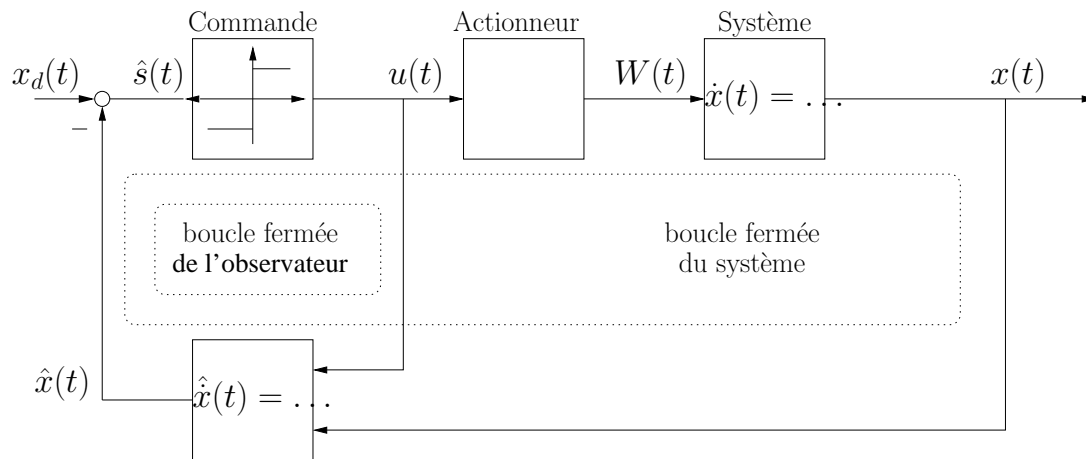 Commande
Actionneur
Système
x_d(t)
ŝ(t)
u(t)
W(t)
x(t)
ẋ(t) = ...
−
boucle fermée
de l'observateur
boucle fermée
du système
x̂(t)
x̂̇(t) = ...